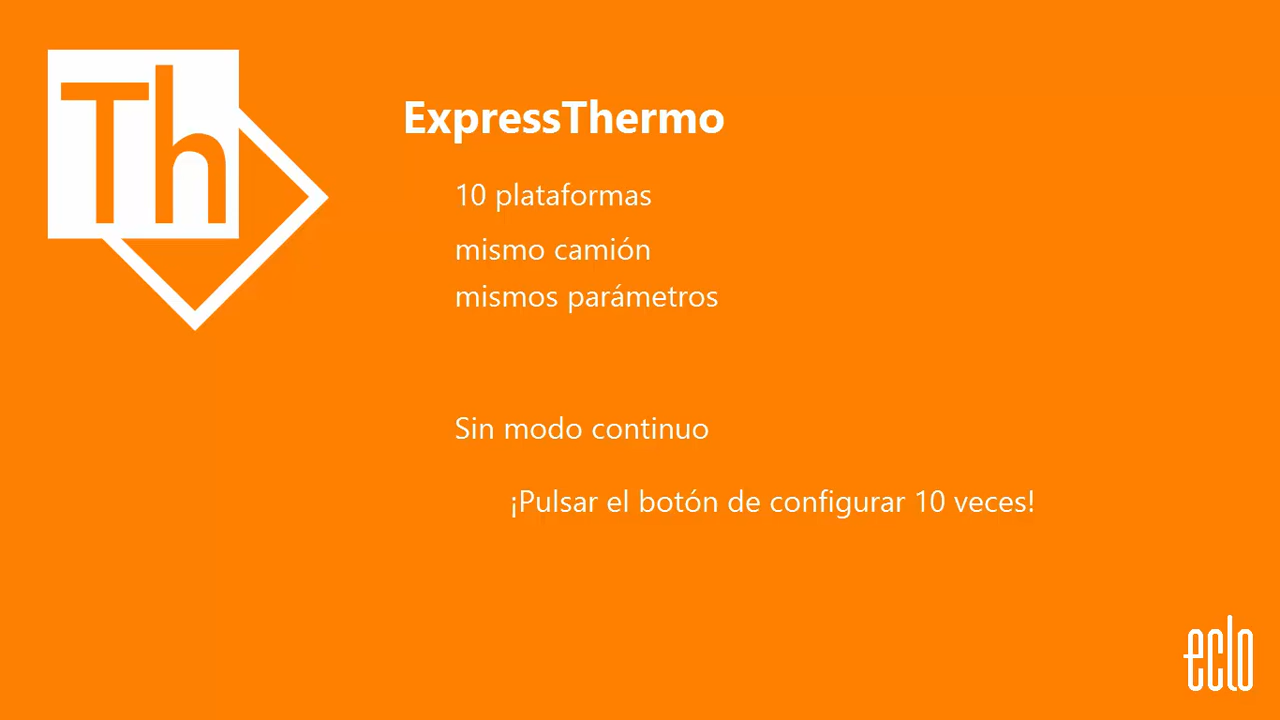 Th
ExpressThermo
10 plataformas
mismo camión
mismos parámetros
Sin modo continuo
¡Pulsar el botón de configurar 10 veces!
eclo